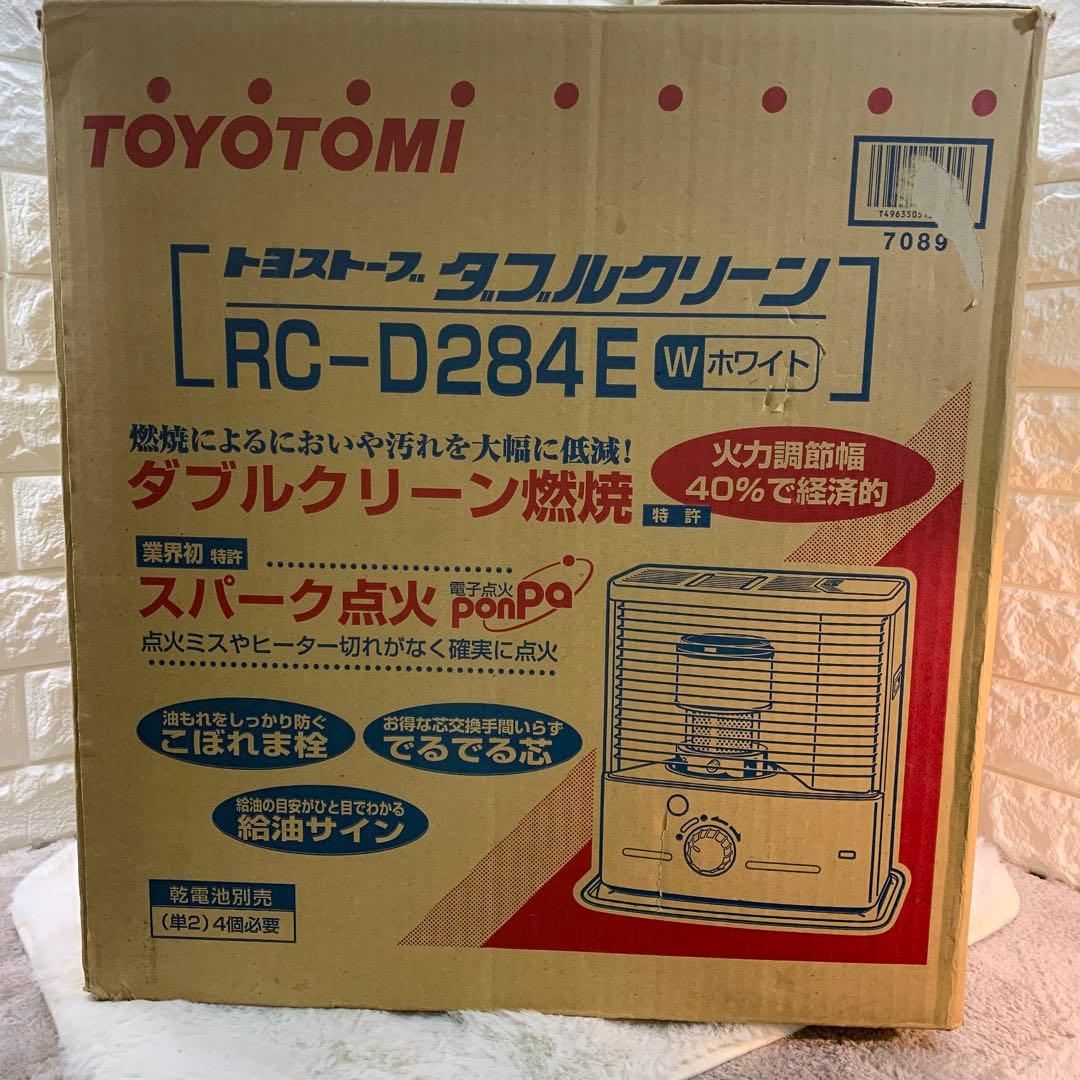 TOYOTOMI
7089
トヨストーブ ダブルクリーン
RC-D284E W ホワイト
燃焼によるにおいや汚れを大幅に低減!
ダブルクリーン燃焼 特許
火力調節幅
40%で経済的
業界初 特許
スパーク点火 電子点火 ponPa
点火ミスやヒーター切れがなく確実に点火
油もれをしっかり防ぐ
こぼれま栓
お得な芯交換手間いらず
でるでる芯
給油の目安がひと目でわかる
給油サイン
乾電池別売
(単2)4個必要